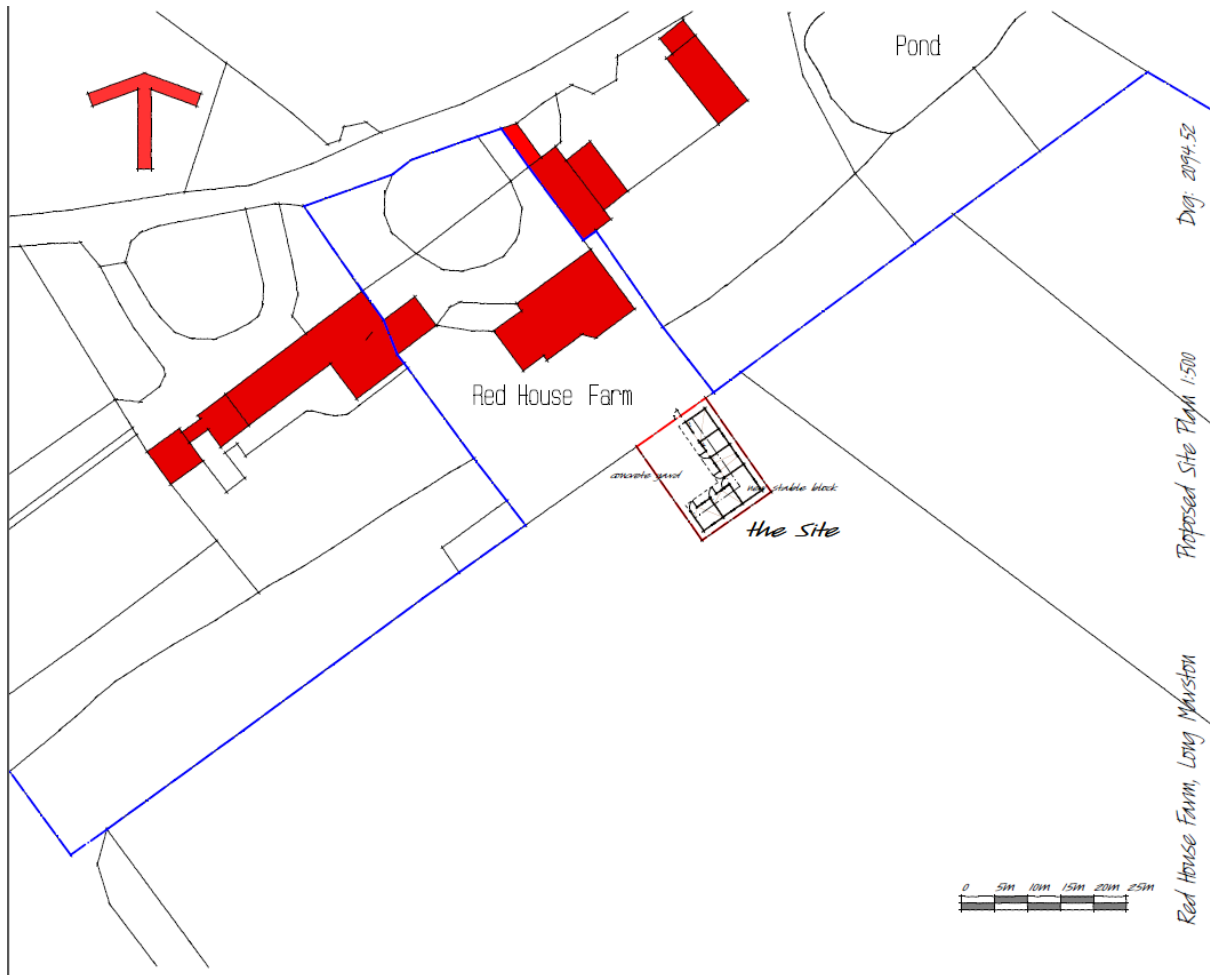 Pond
Red House Farm
concrete yard
new stable block
the Site
0 5m 10m 15m 20m 25m
Drg: 2094.52
Proposed Site Plan 1:500
Red House Farm, Long Marston